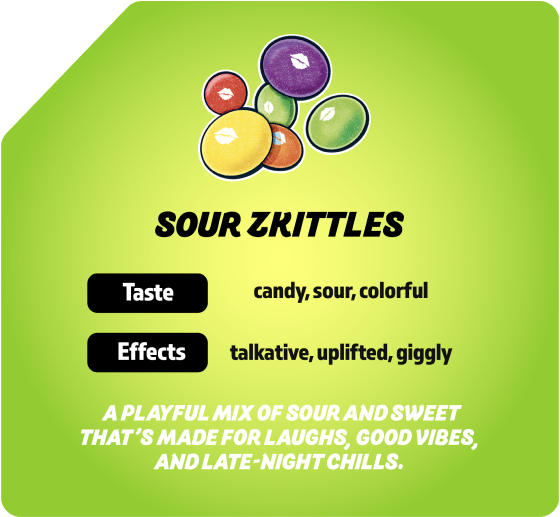 SOUR ZKITTLES
Taste candy, sour, colorful
Effects talkative, uplifted, giggly
A PLAYFUL MIX OF SOUR AND SWEET
THAT'S MADE FOR LAUGHS, GOOD VIBES,
AND LATE-NIGHT CHILLS.